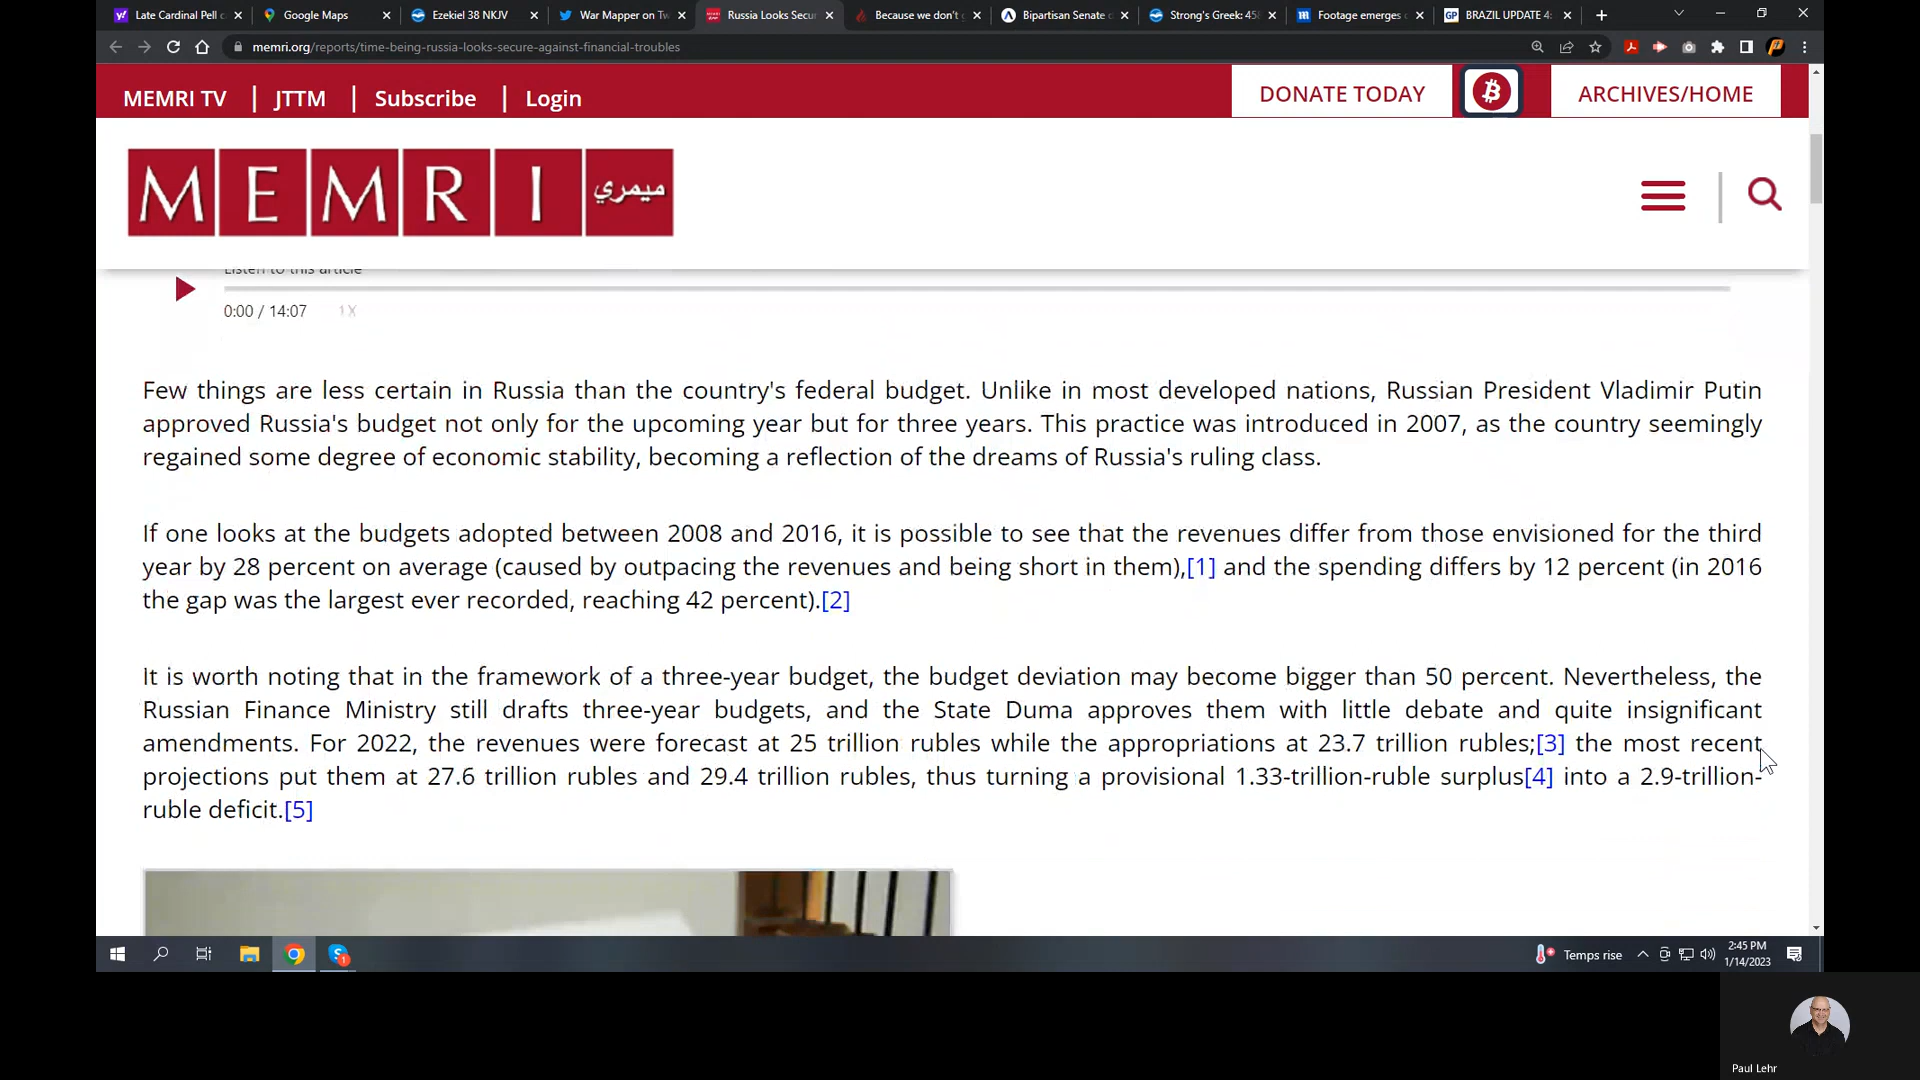 Late Cardinal Pell c
Google Maps
Ezekiel 38 NKJV
War Mapper on Tw
Russia Looks Secur
Because we don't g
Bipartisan Senate d
Strong's Greek: 458
Footage emerges o
BRAZIL UPDATE 4:
memri.org/reports/time-being-russia-looks-secure-against-financial-troubles
MEMRI TV | JTTM | Subscribe | Login
DONATE TODAY
ARCHIVES/HOME
MEMRI ميمري
Listen to this article
0:00 / 14:07 1X
Few things are less certain in Russia than the country's federal budget. Unlike in most developed nations, Russian President Vladimir Putin
approved Russia's budget not only for the upcoming year but for three years. This practice was introduced in 2007, as the country seemingly
regained some degree of economic stability, becoming a reflection of the dreams of Russia's ruling class.
If one looks at the budgets adopted between 2008 and 2016, it is possible to see that the revenues differ from those envisioned for the third
year by 28 percent on average (caused by outpacing the revenues and being short in them),[1] and the spending differs by 12 percent (in 2016
the gap was the largest ever recorded, reaching 42 percent).[2]
It is worth noting that in the framework of a three-year budget, the budget deviation may become bigger than 50 percent. Nevertheless, the
Russian Finance Ministry still drafts three-year budgets, and the State Duma approves them with little debate and quite insignificant
amendments. For 2022, the revenues were forecast at 25 trillion rubles while the appropriations at 23.7 trillion rubles;[3] the most recent
projections put them at 27.6 trillion rubles and 29.4 trillion rubles, thus turning a provisional 1.33-trillion-ruble surplus[4] into a 2.9-trillion-
ruble deficit.[5]
Temps rise
2:45 PM
1/14/2023
Paul Lehr